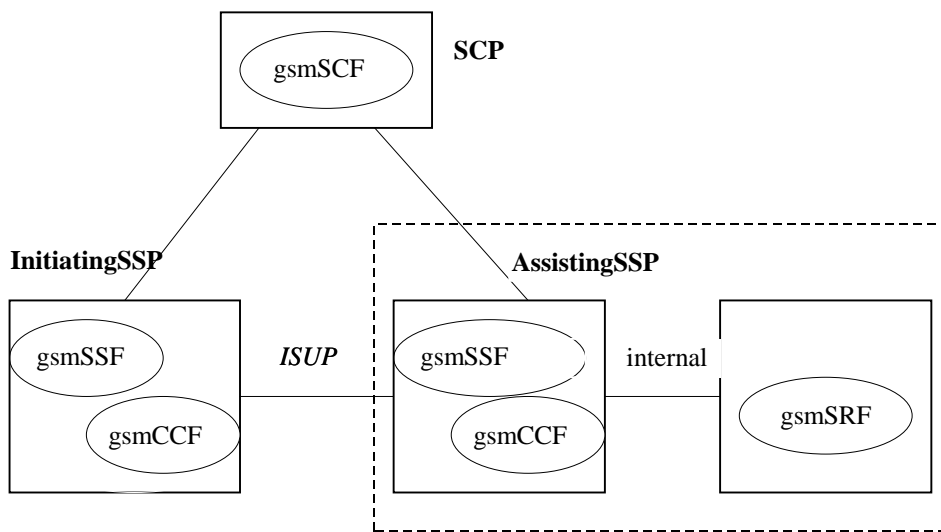 SCP
gsmSCF
InitiatingSSP
AssistingSSP
gsmSSF
ISUP
gsmSSF
internal
gsmCCF
gsmCCF
gsmSRF